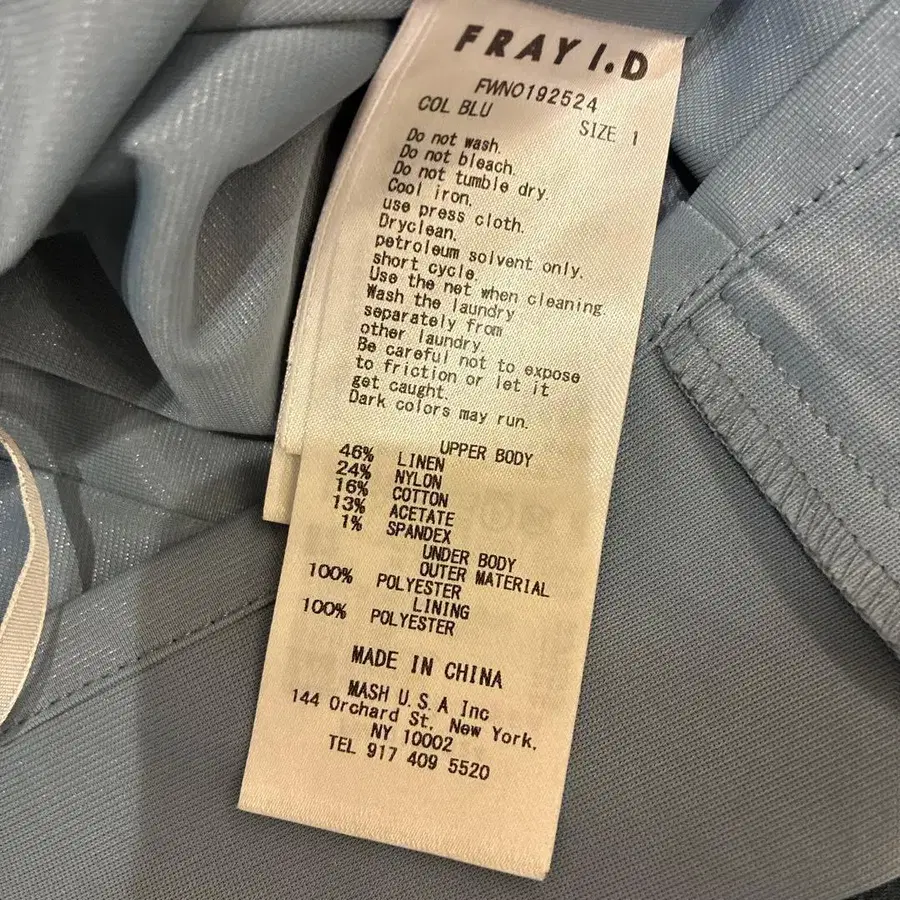 FRAY I.D
FWNO192524
COL BLU SIZE 1
Do not wash.
Do not bleach.
Do not tumble dry.
Cool iron.
use press cloth.
Dryclean.
petroleum solvent only.
short cycle.
Use the net when cleaning.
Wash the laundry
separately from
other laundry.
Be careful not to expose
to friction or let it
get caught.
Dark colors may run.
UPPER BODY
46% LINEN
24% NYLON
16% COTTON
13% ACETATE
1% SPANDEX
UNDER BODY
OUTER MATERIAL
100% POLYESTER
LINING
100% POLYESTER
MADE IN CHINA
MASH U.S.A Inc
144 Orchard St. New York.
NY 10002
TEL 917 409 5520